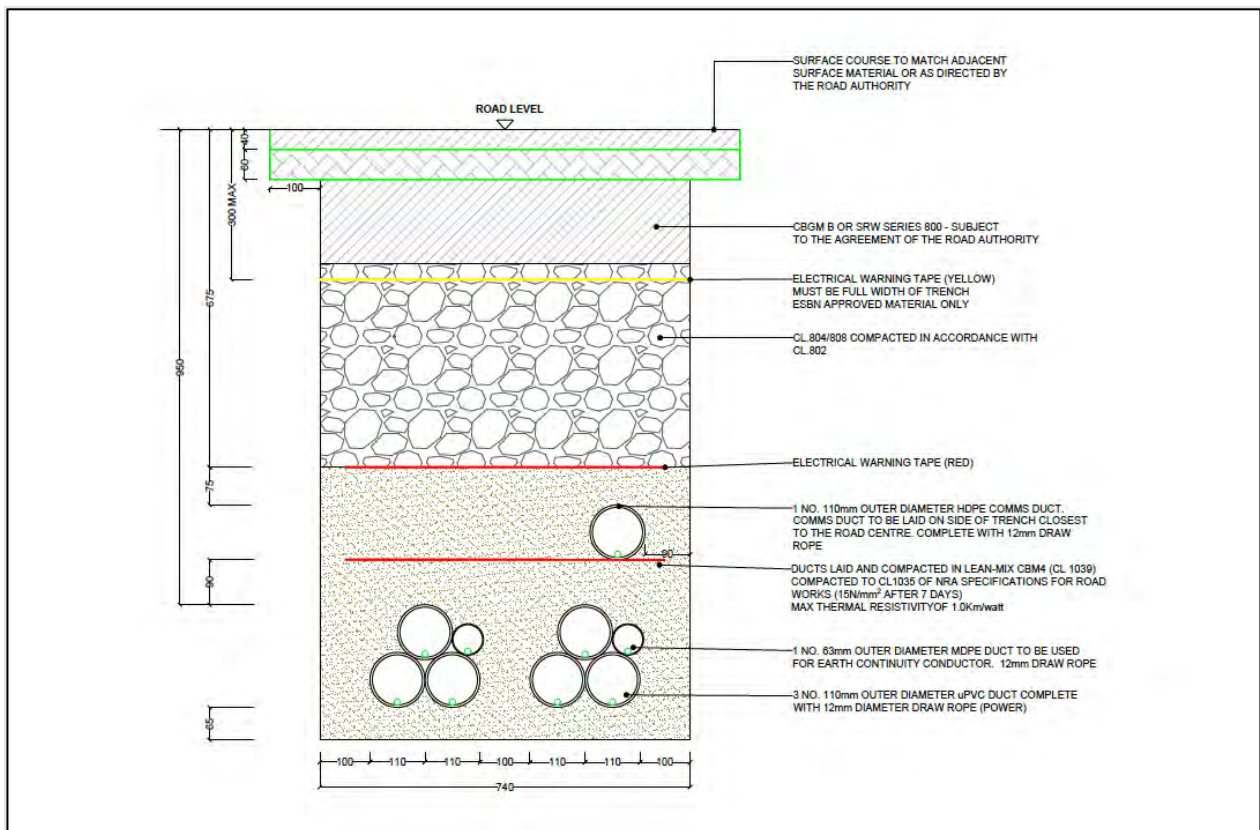 SURFACE COURSE TO MATCH ADJACENT
SURFACE MATERIAL OR AS DIRECTED BY
THE ROAD AUTHORITY
ROAD LEVEL
40
60
100
300 MAX
675
950
CBGM B OR SRW SERIES 800 - SUBJECT
TO THE AGREEMENT OF THE ROAD AUTHORITY
ELECTRICAL WARNING TAPE (YELLOW)
MUST BE FULL WIDTH OF TRENCH
ESBN APPROVED MATERIAL ONLY
CL.804/808 COMPACTED IN ACCORDANCE WITH
CL.802
ELECTRICAL WARNING TAPE (RED)
75
1 NO. 110mm OUTER DIAMETER HDPE COMMS DUCT.
COMMS DUCT TO BE LAID ON SIDE OF TRENCH CLOSEST
TO THE ROAD CENTRE. COMPLETE WITH 12mm DRAW
ROPE
90
90
DUCTS LAID AND COMPACTED IN LEAN-MIX CBM4 (CL 1039)
COMPACTED TO CL1035 OF NRA SPECIFICATIONS FOR ROAD
WORKS (15N/mm² AFTER 7 DAYS)
MAX THERMAL RESISTIVITYOF 1.0Km/watt
1 NO. 63mm OUTER DIAMETER MDPE DUCT TO BE USED
FOR EARTH CONTINUITY CONDUCTOR. 12mm DRAW ROPE
3 NO. 110mm OUTER DIAMETER uPVC DUCT COMPLETE
WITH 12mm DIAMETER DRAW ROPE (POWER)
65
100 110 110 100 110 110 100
740